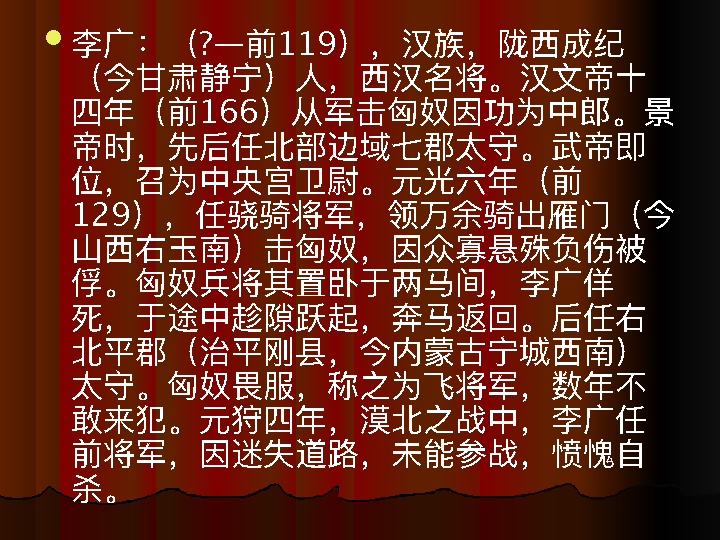 李广：（?—前119），汉族，陇西成纪
（今甘肃静宁）人，西汉名将。汉文帝十
四年（前166）从军击匈奴因功为中郎。景
帝时，先后任北部边域七郡太守。武帝即
位，召为中央宫卫尉。元光六年（前
129），任骁骑将军，领万余骑出雁门（今
山西右玉南）击匈奴，因众寡悬殊负伤被
俘。匈奴兵将其置卧于两马间，李广佯
死，于途中趁隙跃起，奔马返回。后任右
北平郡（治平刚县，今内蒙古宁城西南）
太守。匈奴畏服，称之为飞将军，数年不
敢来犯。元狩四年，漠北之战中，李广任
前将军，因迷失道路，未能参战，愤愧自
杀。